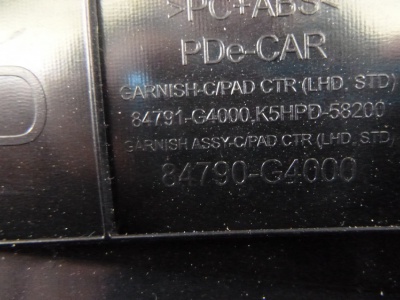 >PC+ABS<
PDe-CAR
GARNISH-C/PAD CTR (LHD. STD)
84791-G4000, K5HPD-58200
GARNISH ASSY-C/PAD CTR (LHD. STD)
84790-G4000